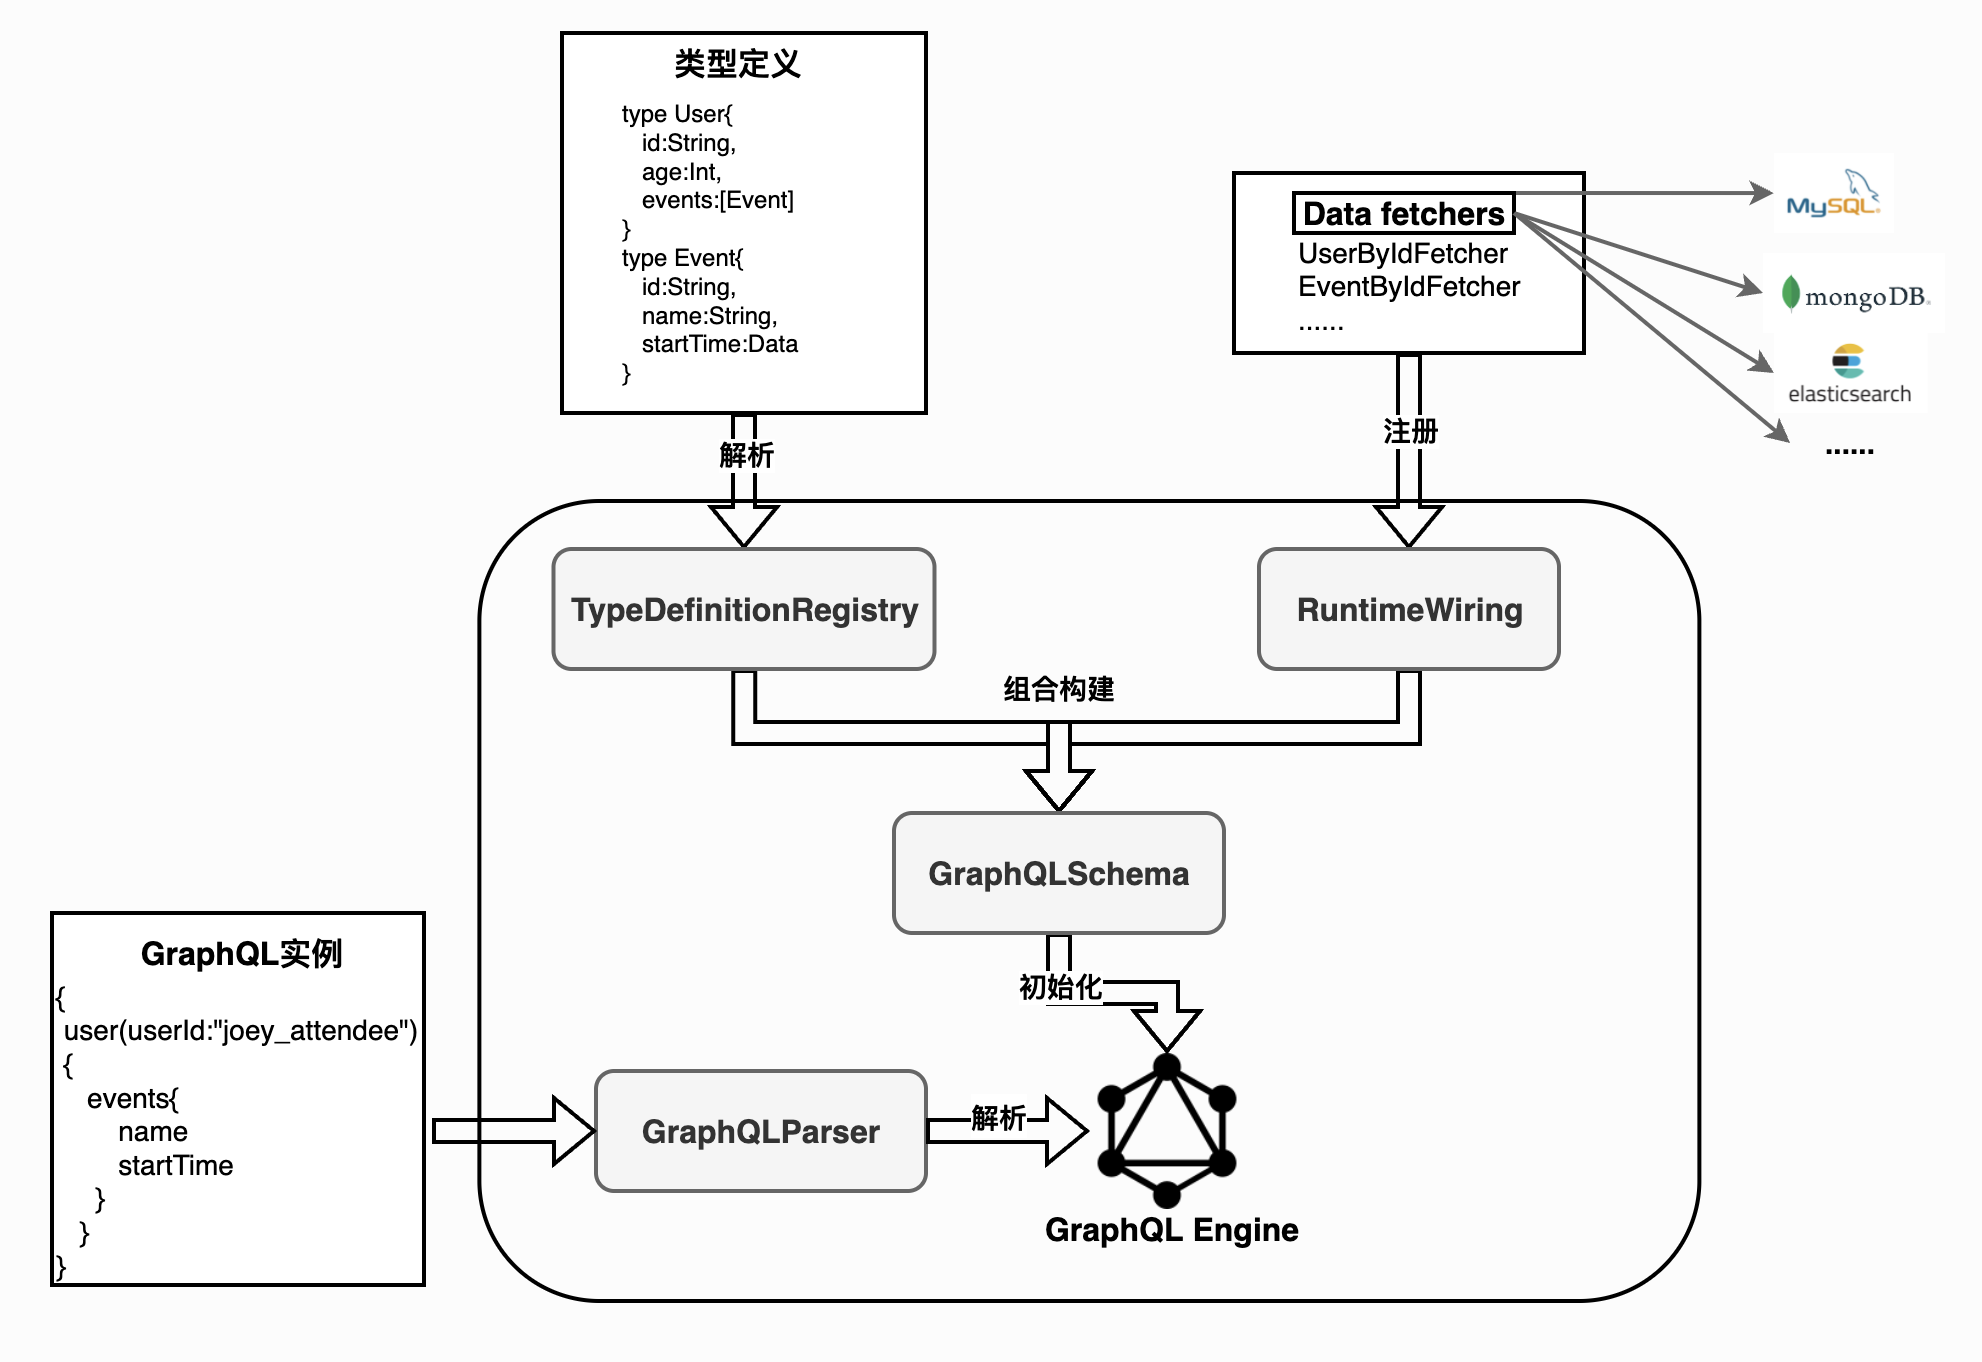 类型定义
type User{
id:String,
age:Int,
events:[Event]
}
type Event{
id:String,
name:String,
startTime:Data
}
解析
Data fetchers
UserByIdFetcher
EventByIdFetcher
......
MySQL®
mongoDB®
elasticsearch
......
注册
TypeDefinitionRegistry
RuntimeWiring
组合构建
GraphQLSchema
初始化
GraphQL实例
{
user(userId:"joey_attendee")
{
events{
name
startTime
}
}
}
GraphQLParser
解析
GraphQL Engine